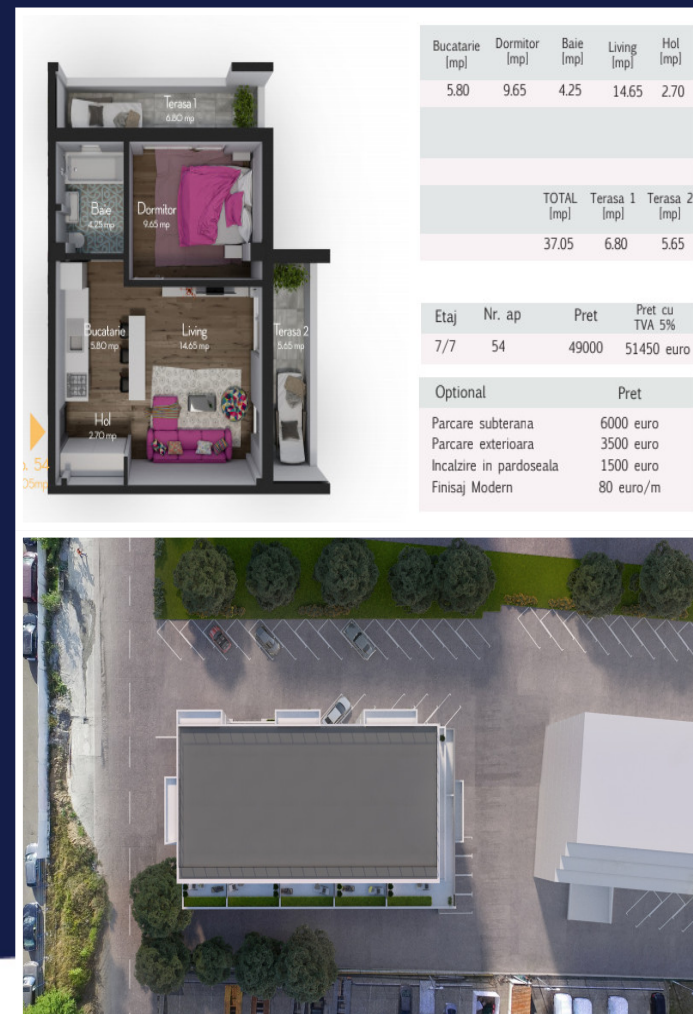 Terasa 1
6.80 mp
Baie
4.25 mp
Dormitor
9.65 mp
Bucatarie
5.80 mp
Living
14.65 mp
Terasa 2
5.65 mp
Hol
2.70 mp
54
05mp
Bucatarie [mp] Dormitor [mp] Baie [mp] Living [mp] Hol [mp]
5.80 9.65 4.25 14.65 2.70
TOTAL [mp] Terasa 1 [mp] Terasa 2 [mp]
37.05 6.80 5.65
Etaj Nr. ap Pret Pret cu TVA 5%
7/7 54 49000 51450 euro
Optional Pret
Parcare subterana 6000 euro
Parcare exterioara 3500 euro
Incalzire in pardoseala 1500 euro
Finisaj Modern 80 euro/m